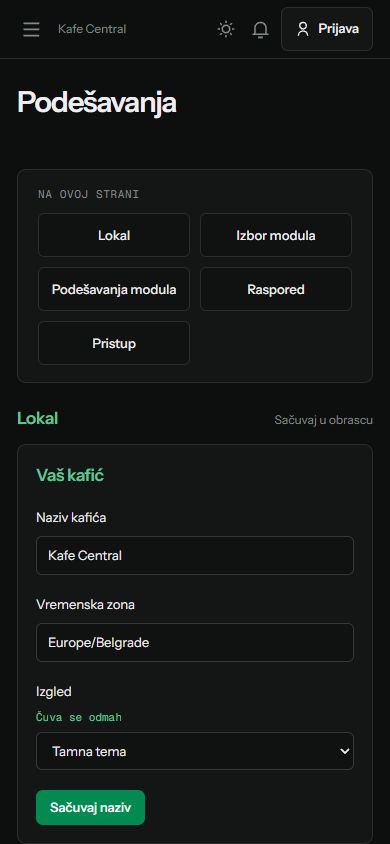 Kafe Central
Prijava
Podešavanja
NA OVOJ STRANI
Lokal
Izbor modula
Podešavanja modula
Raspored
Pristup
Lokal
Sačuvaj u obrascu
Vaš kafić
Naziv kafića
Kafe Central
Vremenska zona
Europe/Belgrade
Izgled
Čuva se odmah
Tamna tema
Sačuvaj naziv